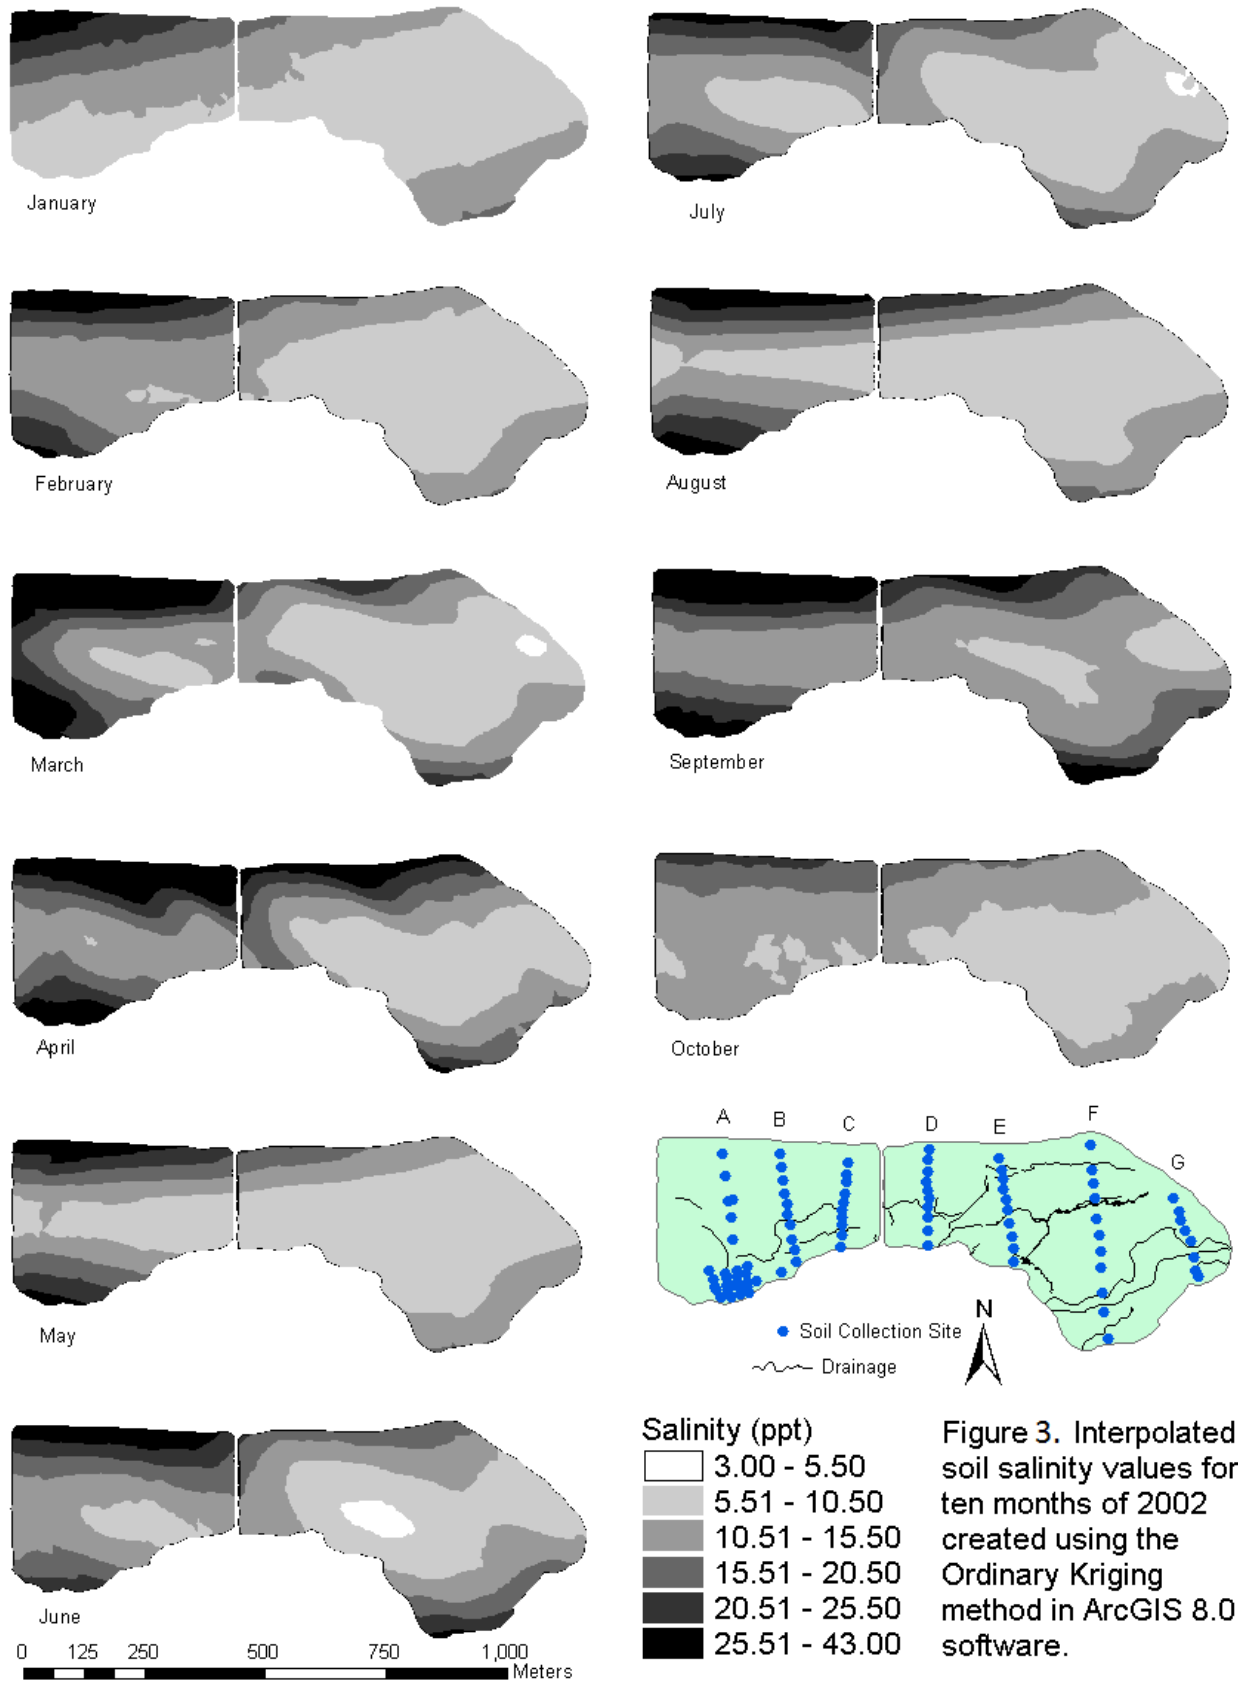 January
July
February
August
March
September
April
October
May
A B C D E F G
N
Soil Collection Site
Drainage
June
0 125 250 500 750 1,000
Meters
Salinity (ppt)
3.00 - 5.50
5.51 - 10.50
10.51 - 15.50
15.51 - 20.50
20.51 - 25.50
25.51 - 43.00
Figure 3. Interpolated
soil salinity values for
ten months of 2002
created using the
Ordinary Kriging
method in ArcGIS 8.0
software.